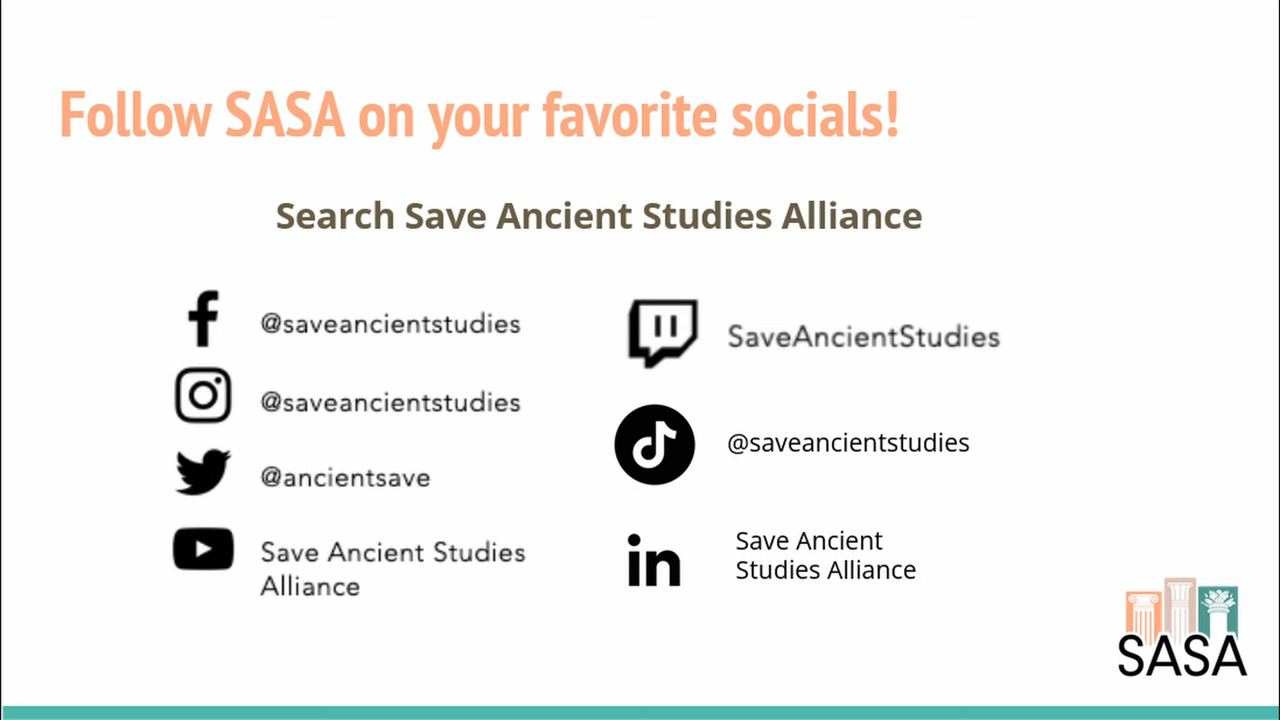 Follow SASA on your favorite socials!
Search Save Ancient Studies Alliance
@saveancientstudies
@saveancientstudies
@ancientsave
Save Ancient Studies
Alliance
SaveAncientStudies
@saveancientstudies
Save Ancient
Studies Alliance
SASA